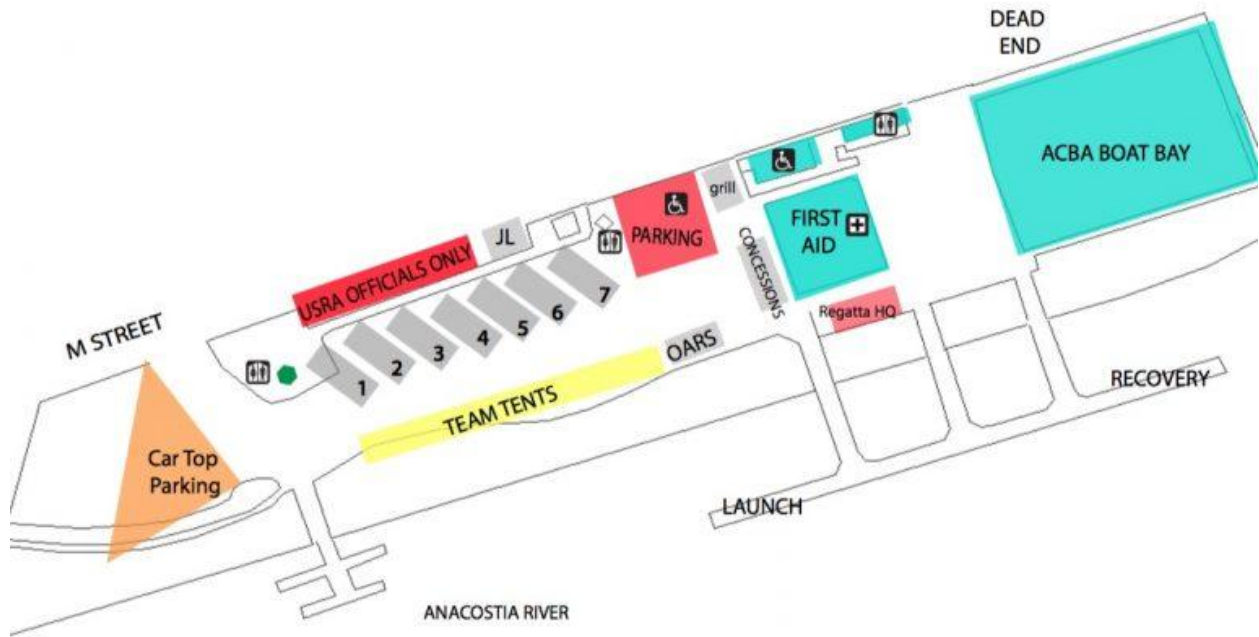 DEAD
END
ACBA BOAT BAY
grill
FIRST
AID
PARKING
JL
CONCESSIONS
USRA OFFICIALS ONLY
Regatta HQ
7
6
5
4
3
2
1
M STREET
OARS
TEAM TENTS
RECOVERY
Car Top
Parking
LAUNCH
ANACOSTIA RIVER